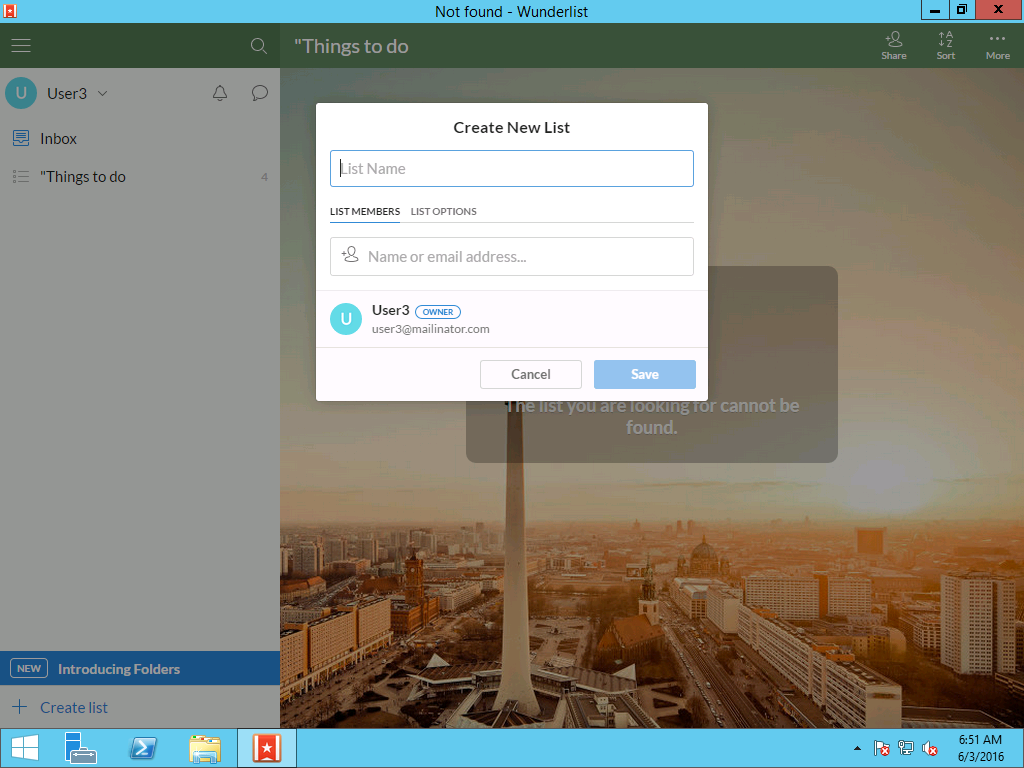 Not found - Wunderlist
"Things to do
Share
Sort
More
U
User3
Inbox
"Things to do
4
Create New List
List Name
LIST MEMBERS
LIST OPTIONS
Name or email address...
U
User3
OWNER
user3@mailinator.com
Cancel
Save
The list you are looking for cannot be
found.
NEW
Introducing Folders
Create list
6:51 AM
6/3/2016